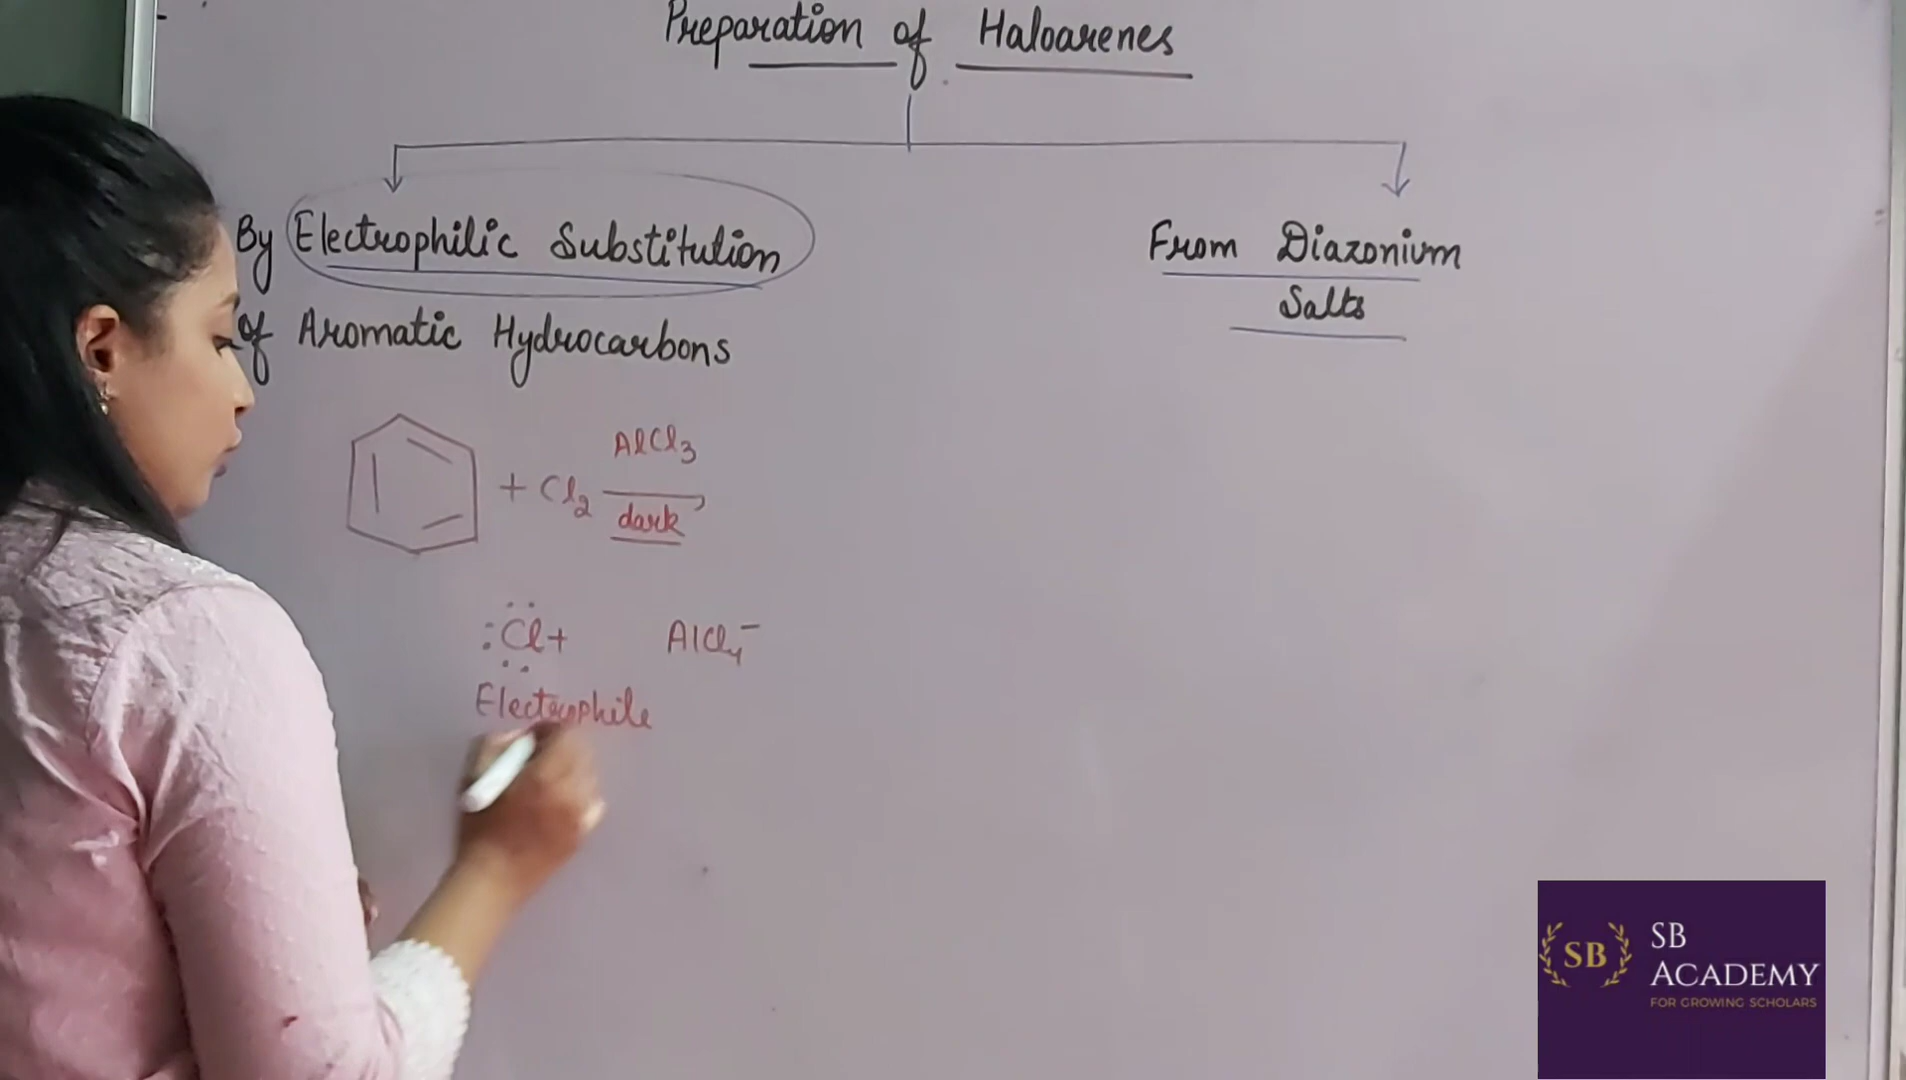 Preparation of Haloarenes
By Electrophilic Substitution
of Aromatic Hydrocarbons
From Diazonium
Salts
+ Cl₂
AlCl₃
dark
:Cl+
AlCl₄⁻
Electrophile
SB
SB
ACADEMY
FOR GROWING SCHOLARS